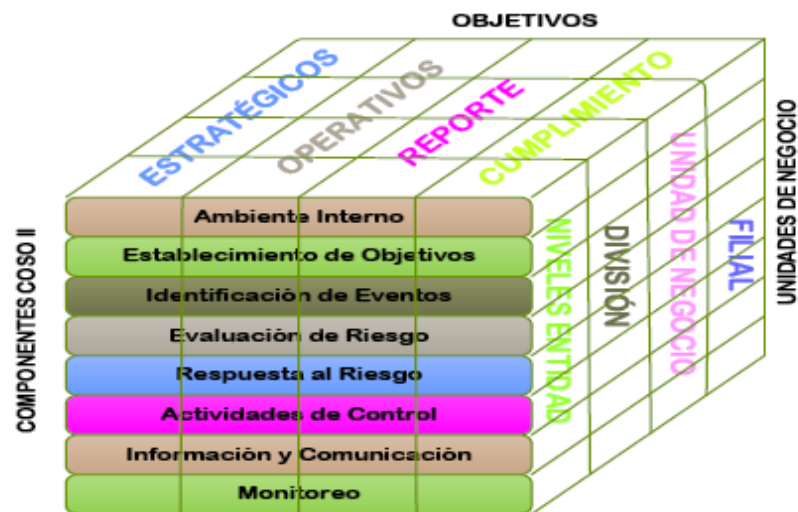 OBJETIVOS
ESTRATÉGICOS
OPERATIVOS
REPORTE
CUMPLIMIENTO
COMPONENTES COSO II
Ambiente Interno
Establecimiento de Objetivos
Identificación de Eventos
Evaluación de Riesgo
Respuesta al Riesgo
Actividades de Control
Información y Comunicación
Monitoreo
NIVELES ENTIDAD
DIVISIÓN
UNIDAD DE NEGOCIO
FILIAL
UNIDADES DE NEGOCIO